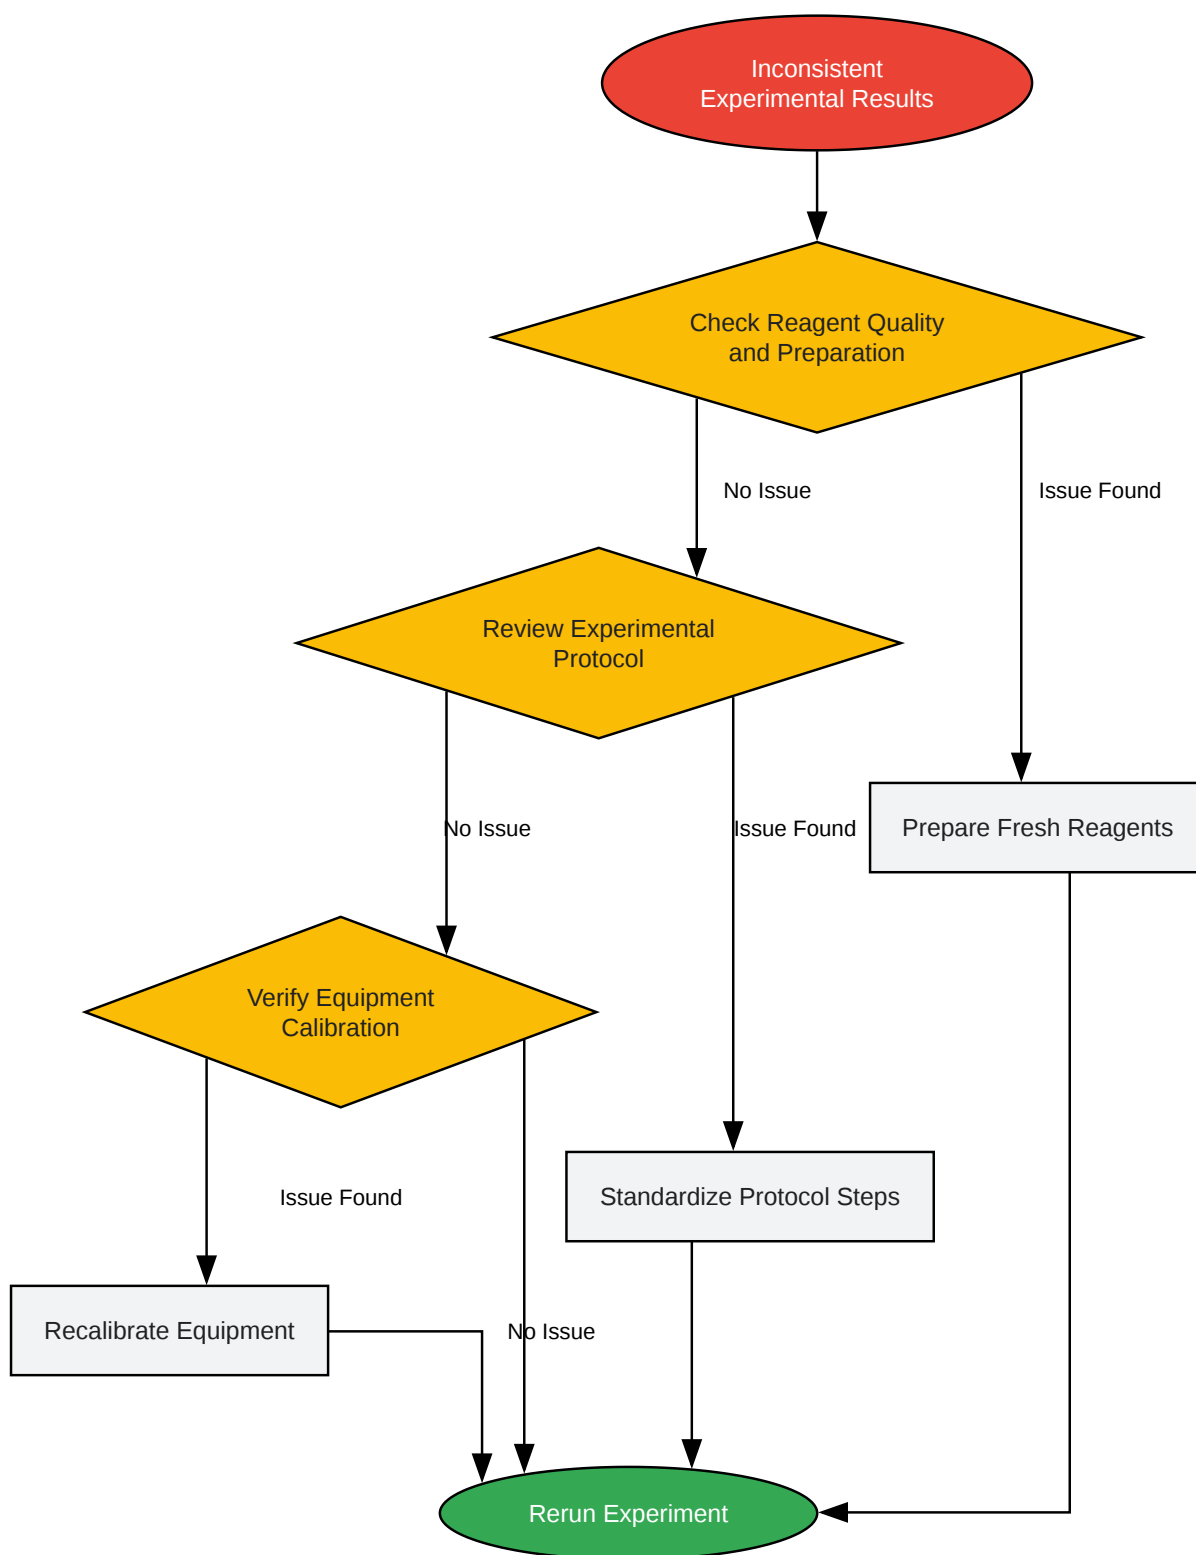 Inconsistent
Experimental Results
Check Reagent Quality
and Preparation
No Issue
Issue Found
Review Experimental
Protocol
No Issue
Issue Found
Prepare Fresh Reagents
Verify Equipment
Calibration
Issue Found
Standardize Protocol Steps
Recalibrate Equipment
No Issue
Rerun Experiment